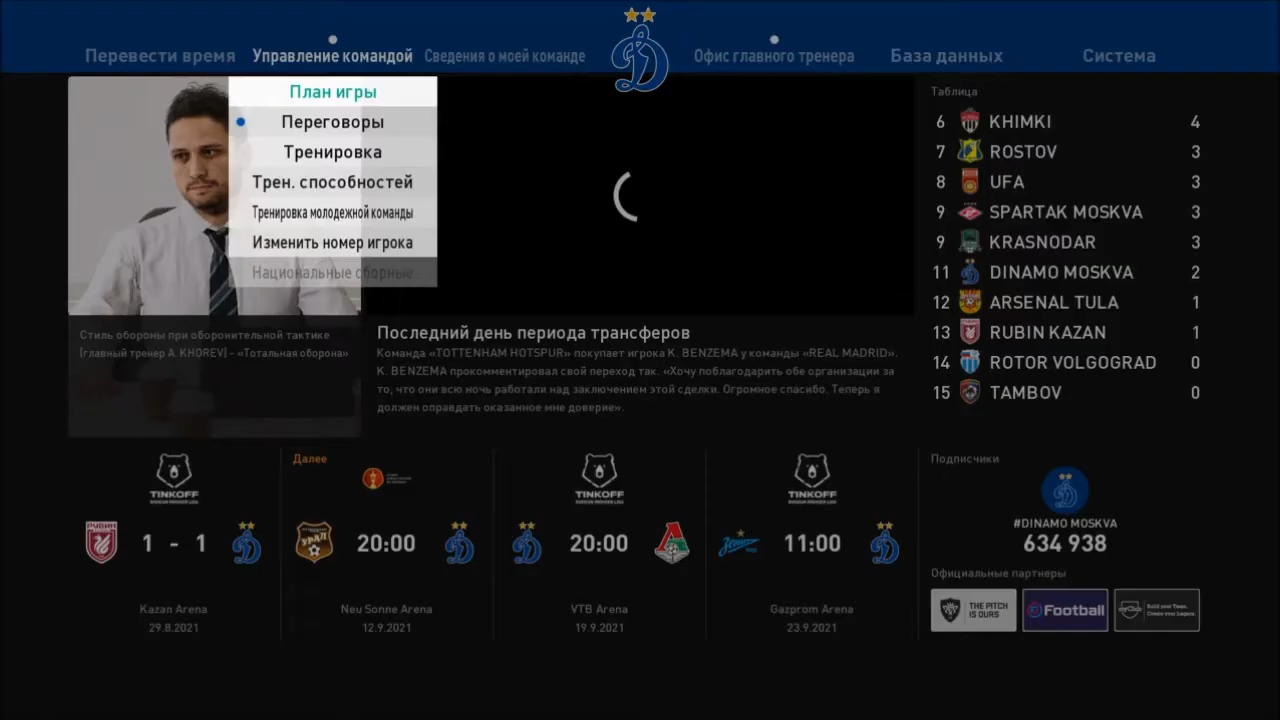 Перевести время
Управление командой
Сведения о моей команде
Офис главного тренера
База данных
Система
План игры
Переговоры
Тренировка
Трен. способностей
Тренировка молодежной команды
Изменить номер игрока
Национальные сборные
Стиль обороны при оборонительной тактике
[главный тренер A. KHOREV] - «Тотальная оборона»
Последний день периода трансферов
Команда «TOTTENHAM HOTSPUR» покупает игрока K. BENZEMA у команды «REAL MADRID».
K. BENZEMA прокомментировал свой переход так. «Хочу поблагодарить обе организации за
то, что они всю ночь работали над заключением этой сделки. Огромное спасибо. Теперь я
должен оправдать оказанное мне доверие».
Таблица
6 KHIMKI 4
7 ROSTOV 3
8 UFA 3
9 SPARTAK MOSKVA 3
9 KRASNODAR 3
11 DINAMO MOSKVA 2
12 ARSENAL TULA 1
13 RUBIN KAZAN 1
14 ROTOR VOLGOGRAD 0
15 TAMBOV 0
TINKOFF
РУБИН
1 - 1
Kazan Arena
29.8.2021
Далее
УРАЛ
20:00
Neu Sonne Arena
12.9.2021
TINKOFF
20:00
VTB Arena
19.9.2021
TINKOFF
11:00
Gazprom Arena
23.9.2021
Подписчики
#DINAMO MOSKVA
634 938
Официальные партнеры
THE PITCH
IS OURS
eFootball
Build your Team.
Create your Legacy.